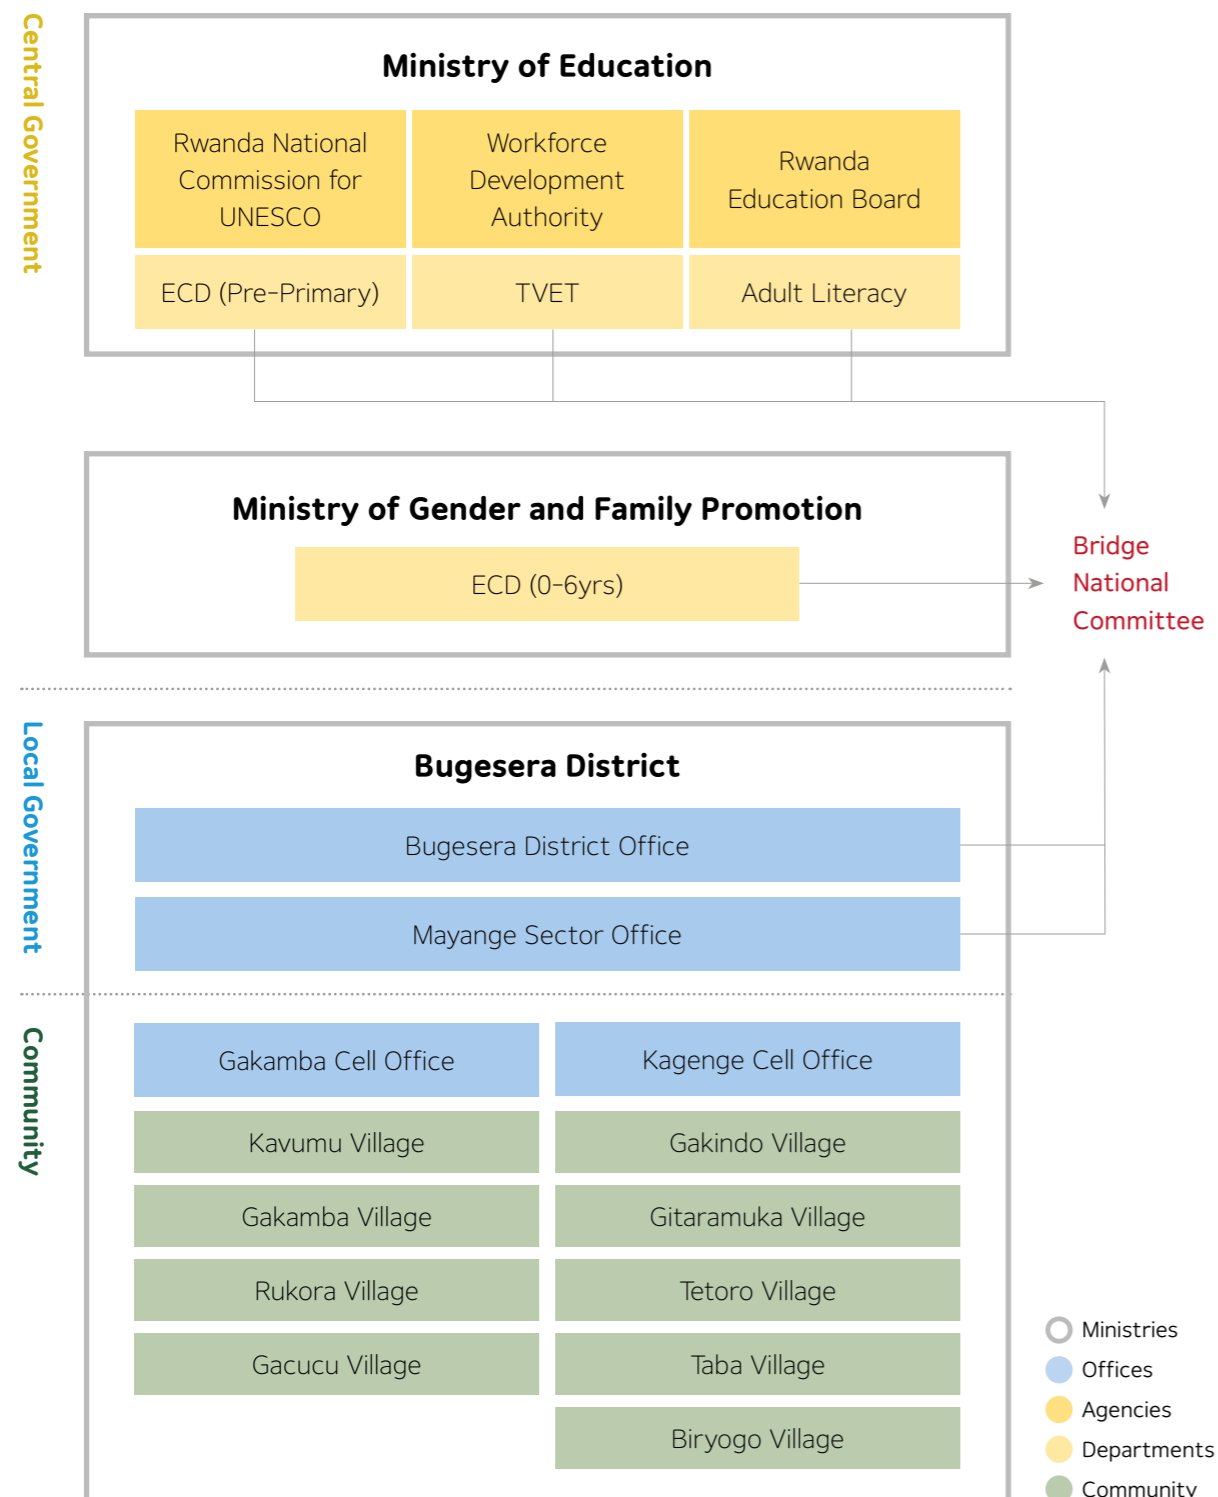 Central Government
Ministry of Education
Rwanda National
Commission for
UNESCO
Workforce
Development
Authority
Rwanda
Education Board
ECD (Pre-Primary)
TVET
Adult Literacy
Ministry of Gender and Family Promotion
ECD (0-6yrs)
Bridge
National
Committee
Local Government
Bugesera District
Bugesera District Office
Mayange Sector Office
Community
Gakamba Cell Office
Kagenge Cell Office
Kavumu Village
Gakindo Village
Gakamba Village
Gitaramuka Village
Rukora Village
Tetoro Village
Gacucu Village
Taba Village
Biryogo Village
Ministries
Offices
Agencies
Departments
Community